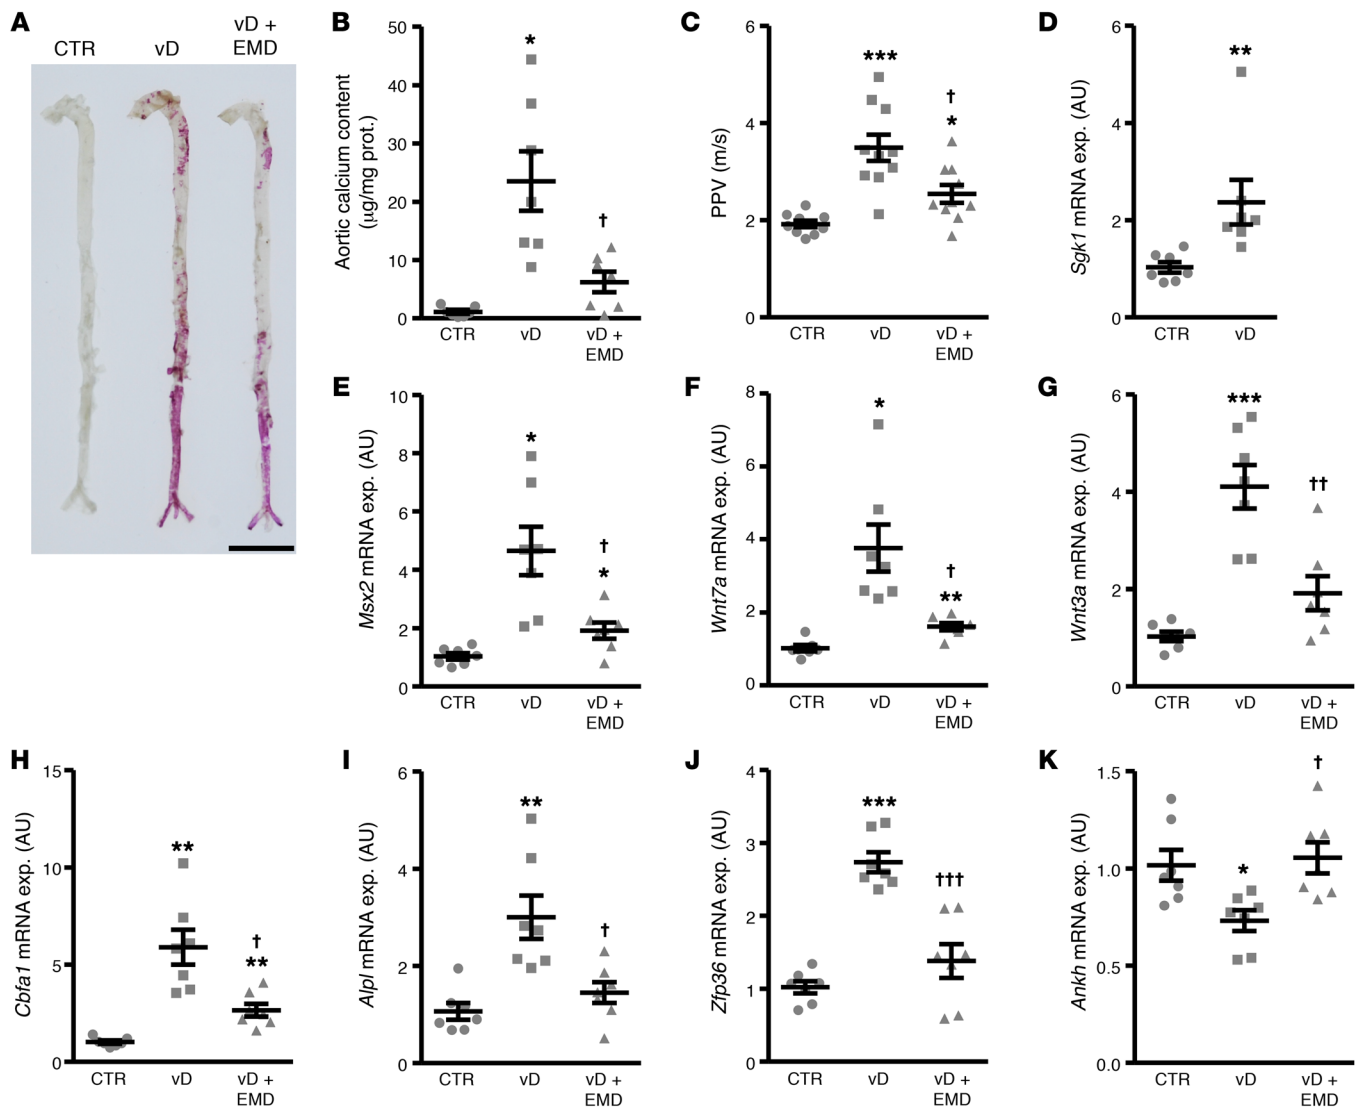 A
CTR
vD
vD +
EMD
B
Aortic calcium content
(µg/mg prot.)
50
40
30
20
10
0
*
†
CTR
vD
vD +
EMD
C
PPV (m/s)
6
4
2
0
***
†
*
CTR
vD
vD +
EMD
D
Sgk1 mRNA exp. (AU)
6
4
2
0
**
CTR
vD
E
Msx2 mRNA exp. (AU)
10
8
6
4
2
0
*
†
*
CTR
vD
vD +
EMD
F
Wnt7a mRNA exp. (AU)
8
6
4
2
0
*
†
**
CTR
vD
vD +
EMD
G
Wnt3a mRNA exp. (AU)
6
4
2
0
***
††
CTR
vD
vD +
EMD
H
Cbfa1 mRNA exp. (AU)
15
10
5
0
**
†
**
CTR
vD
vD +
EMD
I
Alpl mRNA exp. (AU)
6
4
2
0
**
†
CTR
vD
vD +
EMD
J
Zfp36 mRNA exp. (AU)
4
3
2
1
0
***
†††
CTR
vD
vD +
EMD
K
Ankh mRNA exp. (AU)
1.5
1.0
0.5
0.0
*
†
CTR
vD
vD +
EMD